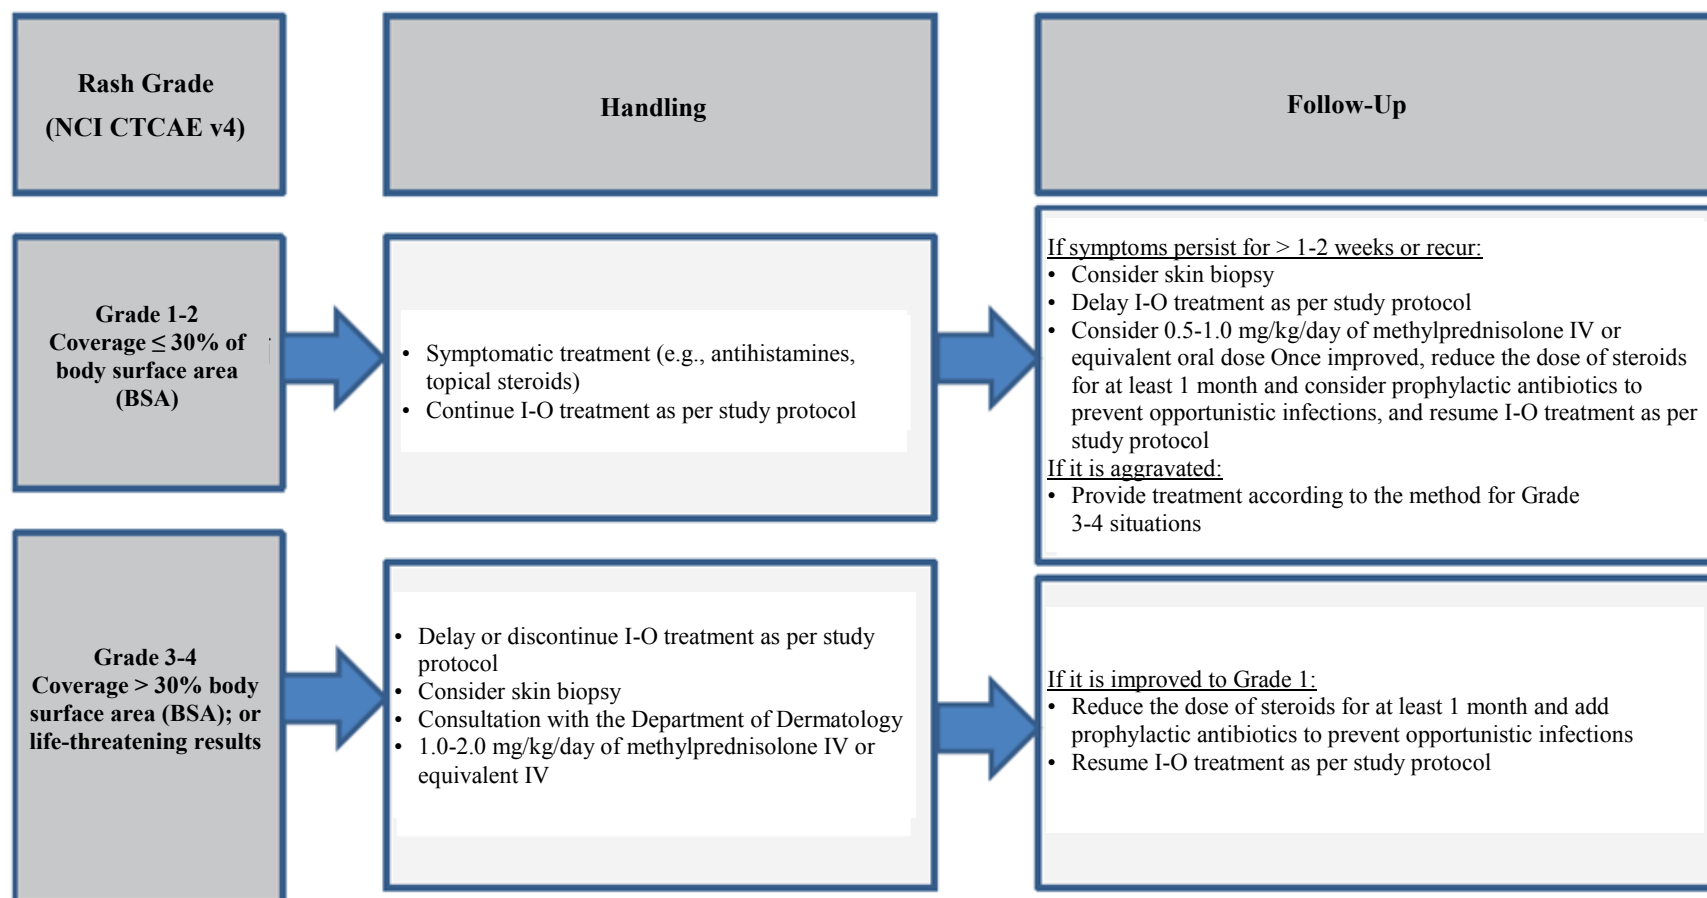 Rash Grade
(NCI CTCAE v4)
Handling
Follow-Up
Grade 1-2
Coverage ≤ 30% of
body surface area
(BSA)
• Symptomatic treatment (e.g., antihistamines,
topical steroids)
• Continue I-O treatment as per study protocol
If symptoms persist for > 1-2 weeks or recur:
• Consider skin biopsy
• Delay I-O treatment as per study protocol
• Consider 0.5-1.0 mg/kg/day of methylprednisolone IV or
equivalent oral dose Once improved, reduce the dose of steroids
for at least 1 month and consider prophylactic antibiotics to
prevent opportunistic infections, and resume I-O treatment as per
study protocol
If it is aggravated:
• Provide treatment according to the method for Grade
3-4 situations
Grade 3-4
Coverage > 30% body
surface area (BSA); or
life-threatening results
• Delay or discontinue I-O treatment as per study
protocol
• Consider skin biopsy
• Consultation with the Department of Dermatology
• 1.0-2.0 mg/kg/day of methylprednisolone IV or
equivalent IV
If it is improved to Grade 1:
• Reduce the dose of steroids for at least 1 month and add
prophylactic antibiotics to prevent opportunistic infections
• Resume I-O treatment as per study protocol